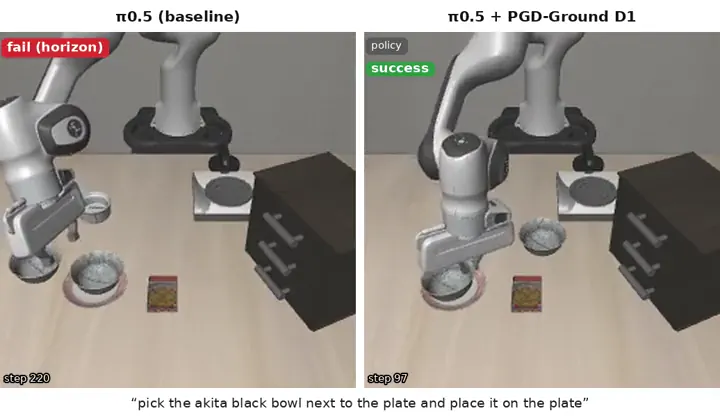 π0.5 (baseline)
π0.5 + PGD-Ground D1
fail (horizon)
policy
success
step 220
step 97
“pick the akita black bowl next to the plate and place it on the plate”